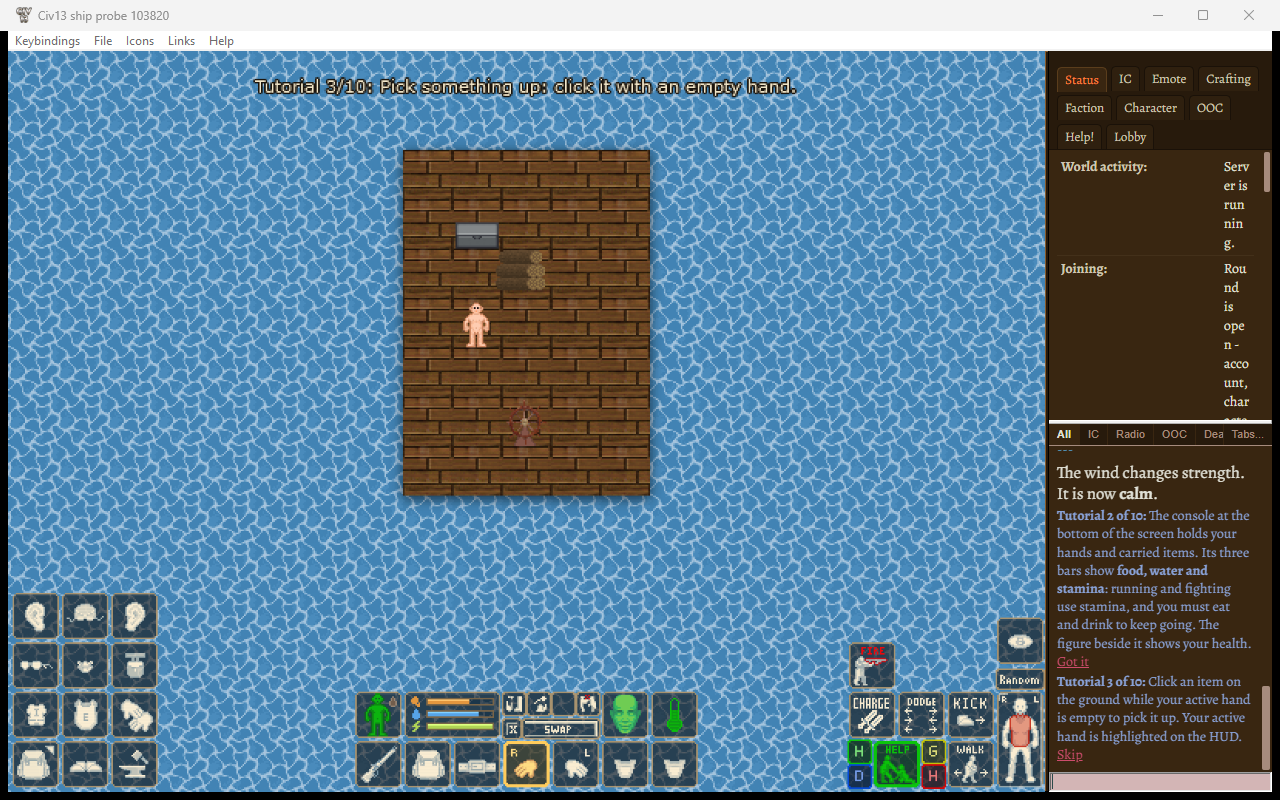 Civ13 ship probe 103820
Keybindings File Icons Links Help
Tutorial 3/10: Pick something up: click it with an empty hand.
Status IC Emote Crafting
Faction Character OOC
Help! Lobby
World activity:
Serv
er is
run
nin
g.
Joining:
Rou
nd
is
ope
n -
acco
unt,
char
All IC Radio OOC Dea Tabs...
---
The wind changes strength.
It is now calm.
Tutorial 2 of 10: The console at the
bottom of the screen holds your
hands and carried items. Its three
bars show food, water and
stamina: running and fighting
use stamina, and you must eat
and drink to keep going. The
figure beside it shows your health.
Got it
Tutorial 3 of 10: Click an item on
the ground while your active hand
is empty to pick it up. Your active
hand is highlighted on the HUD.
Skip
FIRE
Random
CHARGE DODGE KICK
R L
E
X SWAP
R L
H HELP G WALK
D H